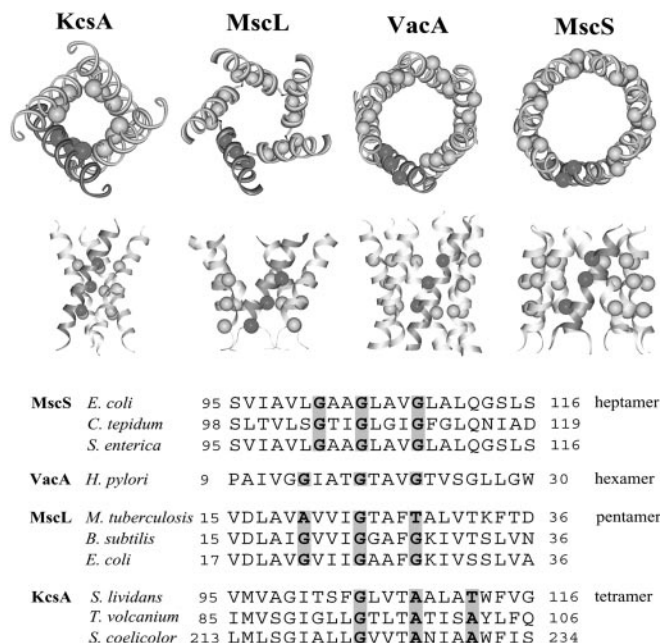 KcsA MscL VacA MscS
MscS E. coli 95 SVIAVLGAAGLAVGLALQGSLS 116 heptamer
C. tepidum 98 SLTVLSGTIGLGIGFGLQNIAD 119
S. enterica 95 SVIAVLGAAGLAVGLALQGSLS 116
VacA H. pylori 9 PAIVGGIATGTAVGTVSGLLGW 30 hexamer
MscL M. tuberculosis 15 VDLAVAVVIGTAFTALVTKFTD 36 pentamer
B. subtilis 15 VDLAIGVVIGGAFGKIVTSLVN 36
E. coli 17 VDLAVGVIIGAAFGKIVSSLVA 36
KcsA S. lividans 95 VMVAGITSFGLVTAALATWFVG 116 tetramer
T. volcanium 85 IMVSGIGLLGTLTATISAYLFQ 106
S. coelicolor 213 LMLSGIALLGVVTANIAAWFIS 234